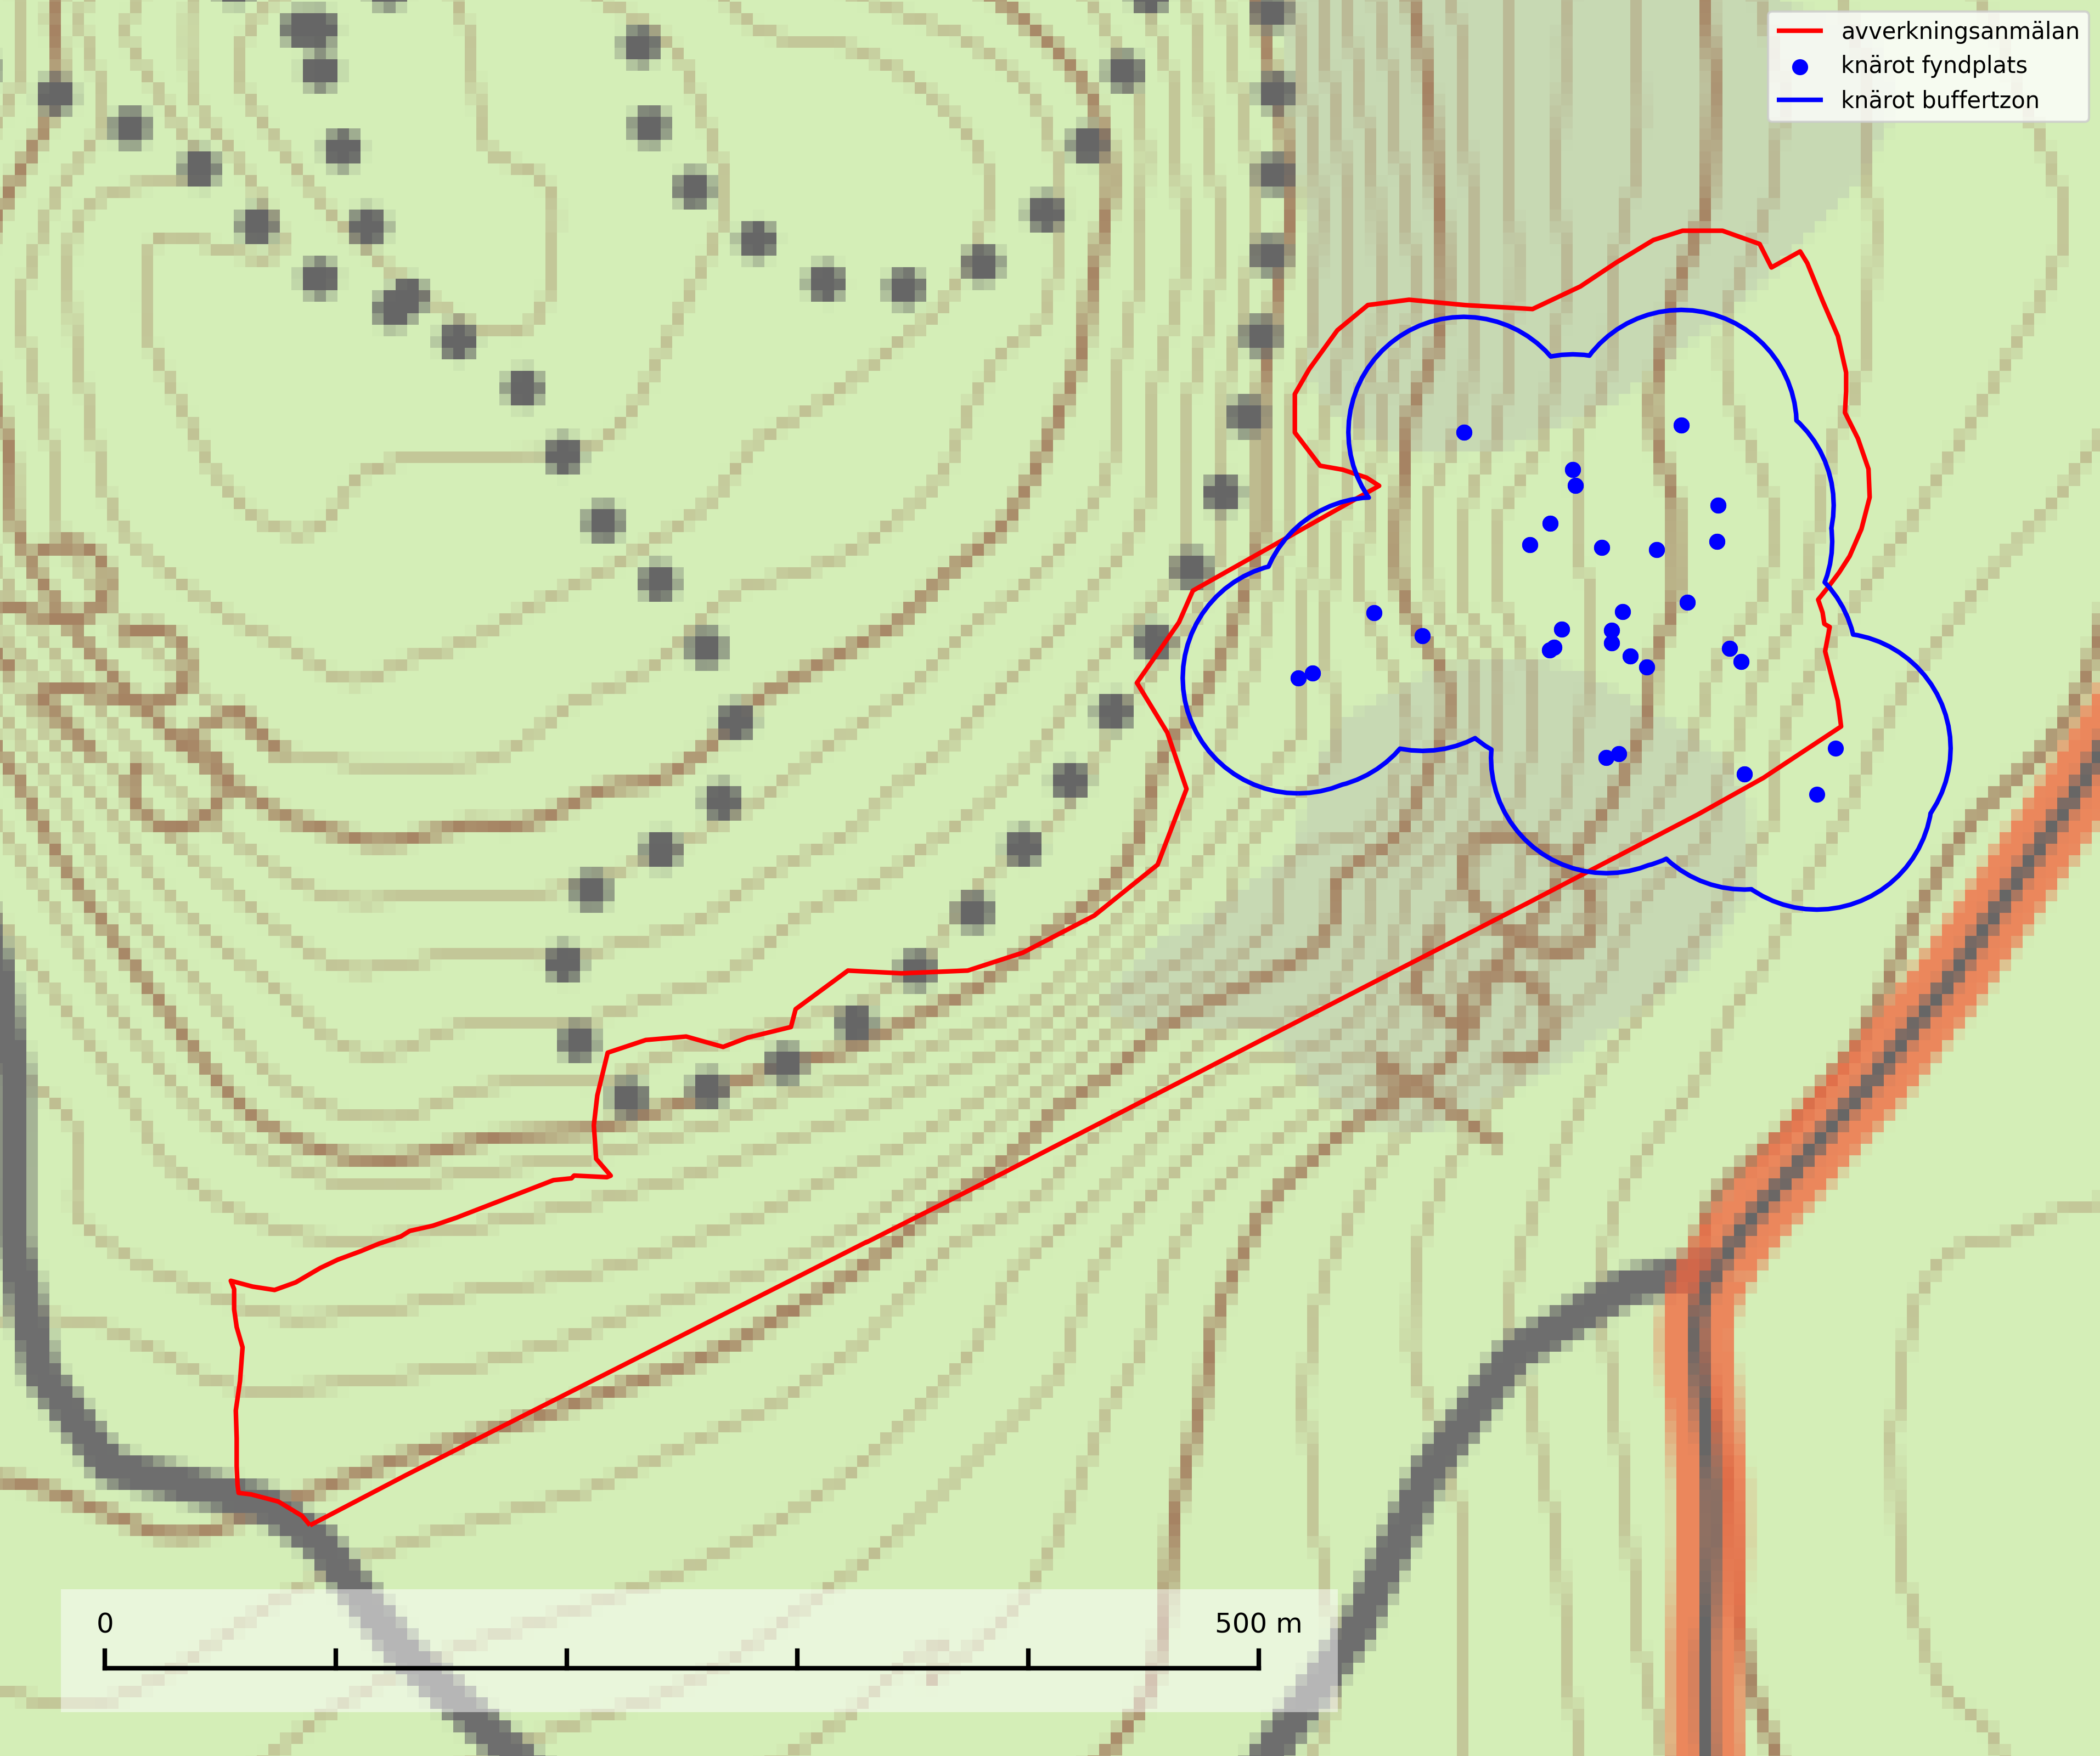 avverkningsanmälan
knärot fyndplats
knärot buffertzon
0 500 m